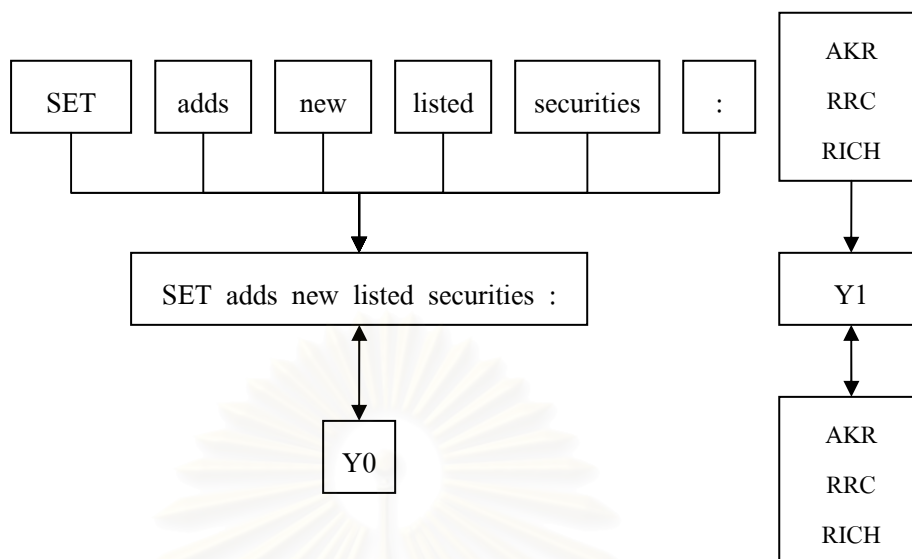 SET adds new listed securities :
AKR
RRC
RICH
SET adds new listed securities :
Y1
Y0
AKR
RRC
RICH